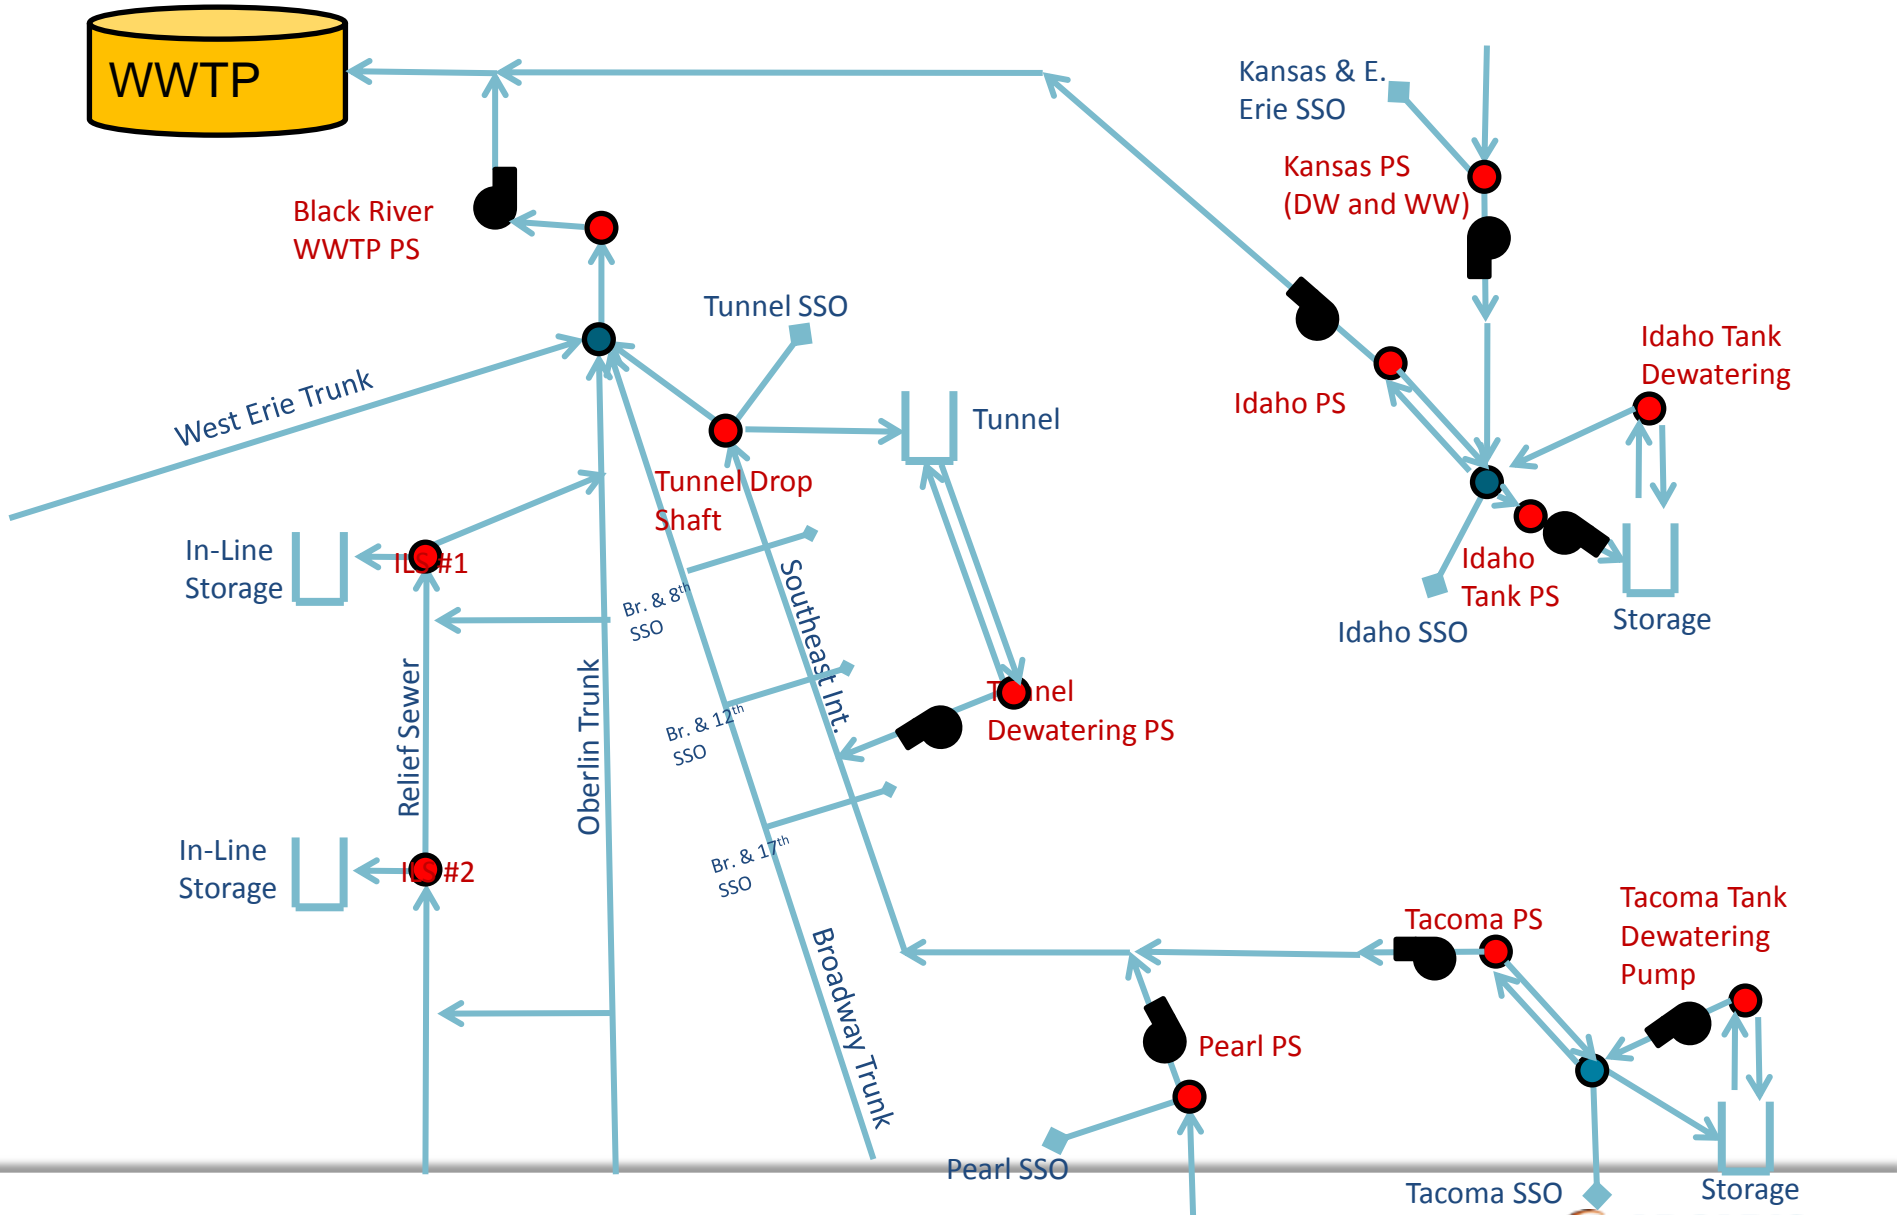 WWTP
Kansas & E.
Erie SSO
Kansas PS
(DW and WW)
Black River
WWTP PS
Tunnel SSO
Idaho Tank
Dewatering
Idaho PS
West Erie Trunk
Tunnel
Tunnel Drop
Shaft
In-Line
Storage
ILS #1
Idaho
Tank PS
Idaho SSO
Storage
Br. & 8th
SSO
Southeast Int.
Relief Sewer
Oberlin Trunk
Br. & 12th
SSO
Tunnel
Dewatering PS
In-Line
Storage
ILS #2
Br. & 17th
SSO
Broadway Trunk
Tacoma PS
Tacoma Tank
Dewatering
Pump
Pearl PS
Pearl SSO
Tacoma SSO
Storage